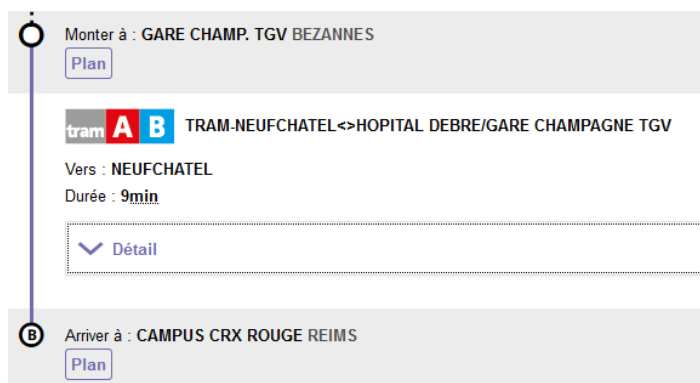 Monter à : GARE CHAMP. TGV BEZANNES
Plan
tram A B TRAM-NEUFCHATEL<>HOPITAL DEBRE/GARE CHAMPAGNE TGV
Vers : NEUFCHATEL
Durée : 9min
Détail
B Arriver à : CAMPUS CRX ROUGE REIMS
Plan